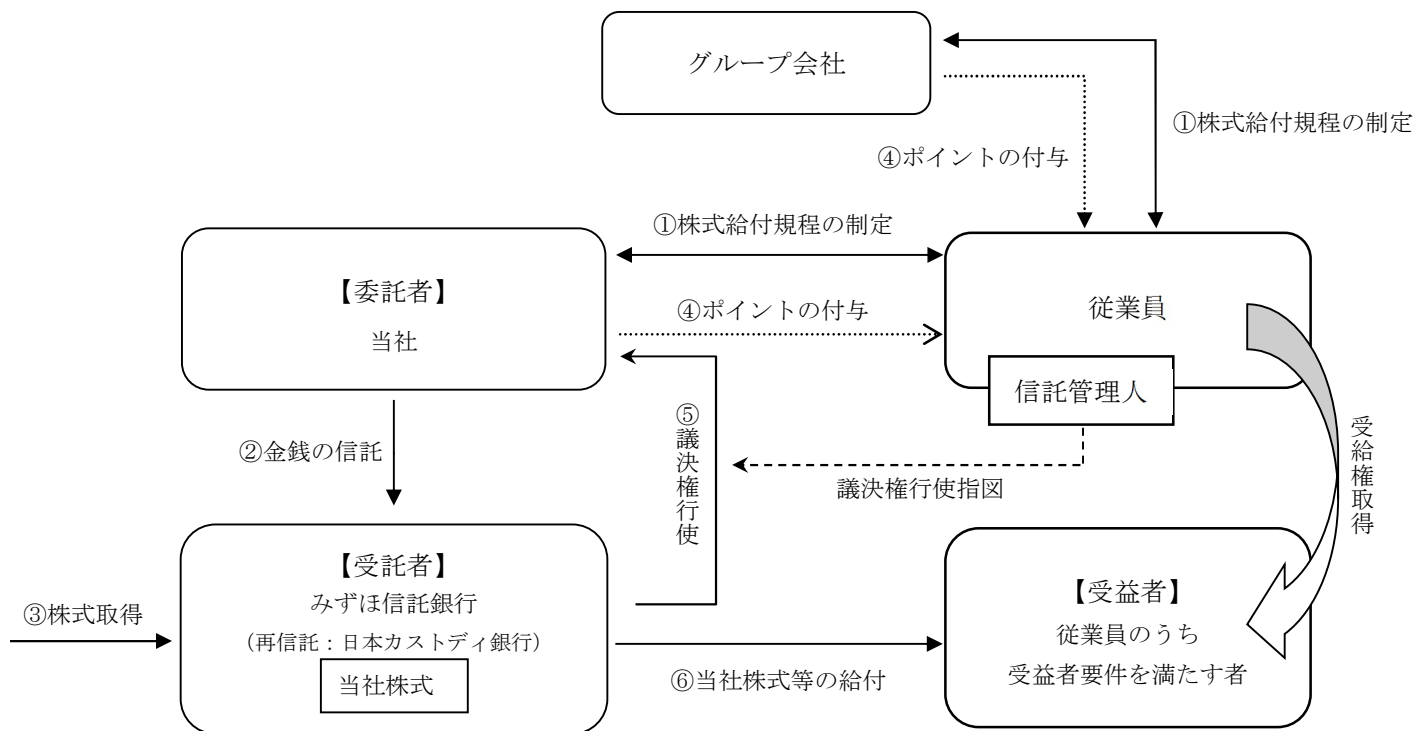 グループ会社
①株式給付規程の制定
④ポイントの付与
①株式給付規程の制定
【委託者】
当社
④ポイントの付与
従業員
信託管理人
②金銭の信託
⑤議決権行使
議決権行使指図
受給権取得
【受託者】
みずほ信託銀行
(再信託:日本カストディ銀行)
当社株式
③株式取得
⑥当社株式等の給付
【受益者】
従業員のうち
受益者要件を満たす者